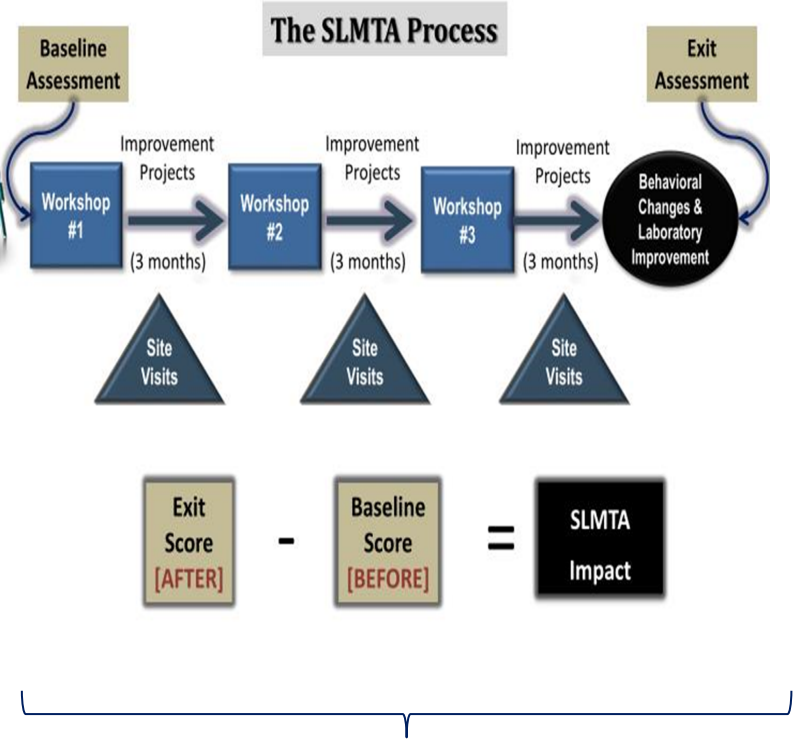 The SLMTA Process
Baseline
Assessment
Exit
Assessment
Improvement
Projects
Improvement
Projects
Improvement
Projects
Workshop
#1
Workshop
#2
Workshop
#3
Behavioral
Changes &
Laboratory
Improvement
(3 months)
(3 months)
(3 months)
Site
Visits
Site
Visits
Site
Visits
Exit
Score
[AFTER]
-
Baseline
Score
[BEFORE]
=
SLMTA
Impact